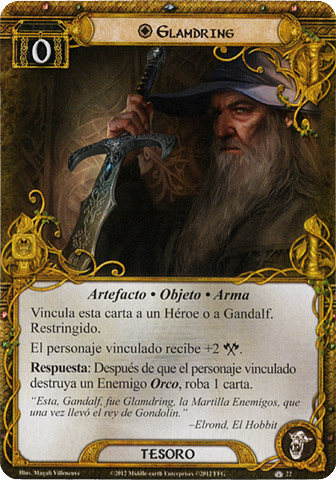 0
Glamdring
Artefacto • Objeto • Arma
Vincula esta carta a un Héroe o a Gandalf.
Restringido.
El personaje vinculado recibe +2.
Respuesta: Después de que el personaje vinculado
destruya un Enemigo Orco, roba 1 carta.
“Esta, Gandalf, fue Glamdring, la Martilla Enemigos, que
una vez llevó el rey de Gondolin.”
–Elrond, El Hobbit
TESORO
Illus. Magali Villeneuve ©2012 Middle-earth Enterprises ©2012 FFG 22